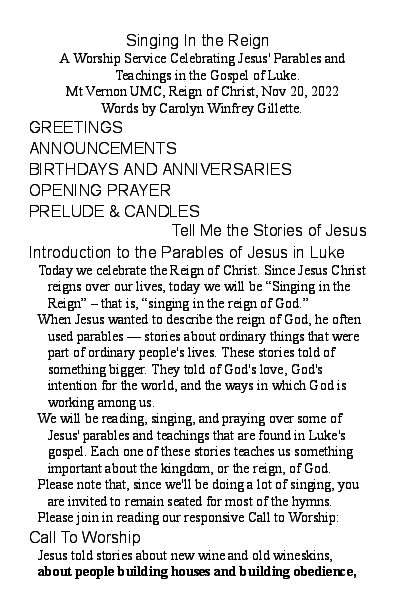 Singing In the Reign
A Worship Service Celebrating Jesus' Parables and
Teachings in the Gospel of Luke.
Mt Vernon UMC, Reign of Christ, Nov 20, 2022
Words by Carolyn Winfrey Gillette.
GREETINGS
ANNOUNCEMENTS
BIRTHDAYS AND ANNIVERSARIES
OPENING PRAYER
PRELUDE & CANDLES
Tell Me the Stories of Jesus
Introduction to the Parables of Jesus in Luke
Today we celebrate the Reign of Christ. Since Jesus Christ
reigns over our lives, today we will be “Singing in the
Reign” – that is, “singing in the reign of God.”
When Jesus wanted to describe the reign of God, he often
used parables — stories about ordinary things that were
part of ordinary people's lives. These stories told of
something bigger. They told of God's love, God's
intention for the world, and the ways in which God is
working among us.
We will be reading, singing, and praying over some of
Jesus' parables and teachings that are found in Luke's
gospel. Each one of these stories teaches us something
important about the kingdom, or the reign, of God.
Please note that, since we'll be doing a lot of singing, you
are invited to remain seated for most of the hymns.
Please join in reading our responsive Call to Worship:
Call To Worship
Jesus told stories about new wine and old wineskins,
about people building houses and building obedience,